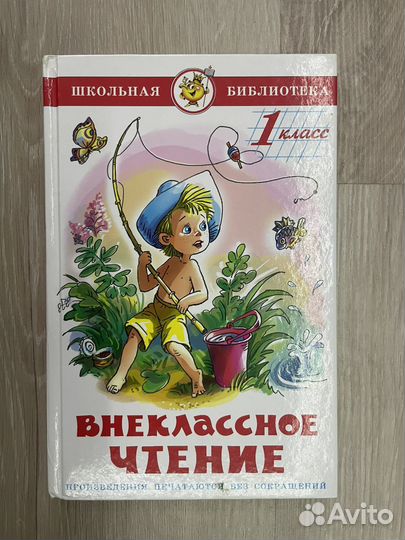 ШКОЛЬНАЯ БИБЛИОТЕКА
1 класс
ВНЕКЛАССНОЕ
ЧТЕНИЕ
ПРОИЗВЕДЕНИЯ ПЕЧАТАЮТСЯ БЕЗ СОКРАЩЕНИЙ
Avito